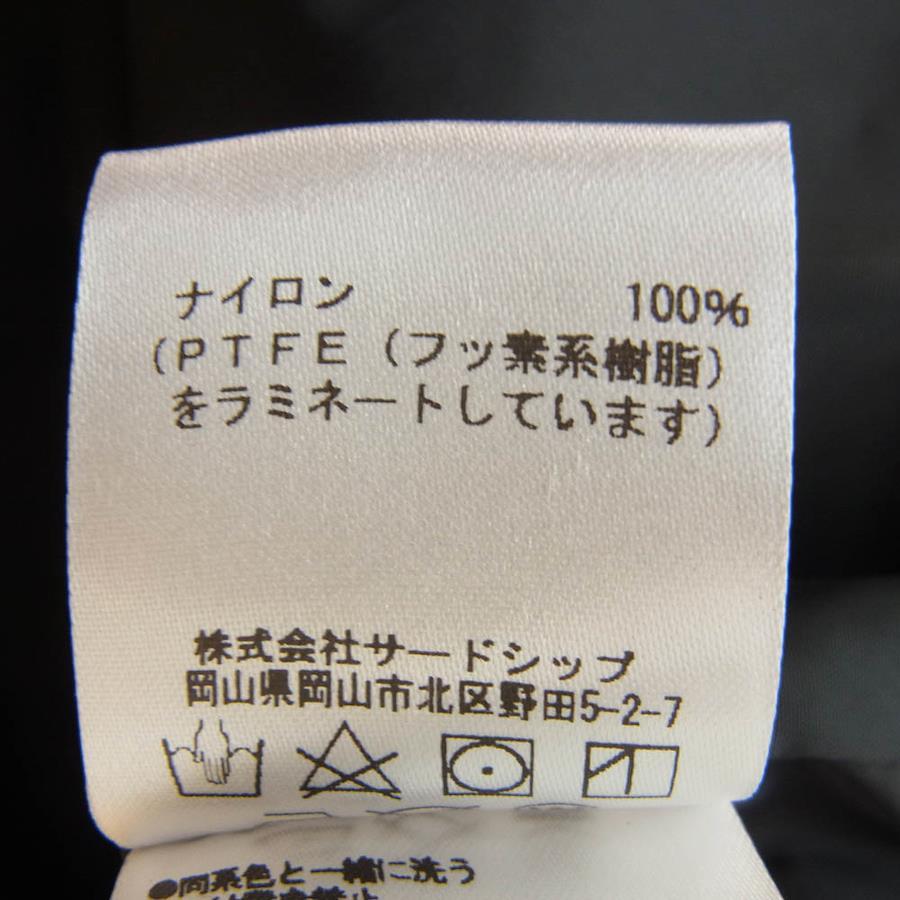 ナイロン 100%
(PTFE(フッ素系樹脂)
をラミネートしています)
株式会社サードシップ
岡山県岡山市北区野田5-2-7
●同系色と一緒に洗う